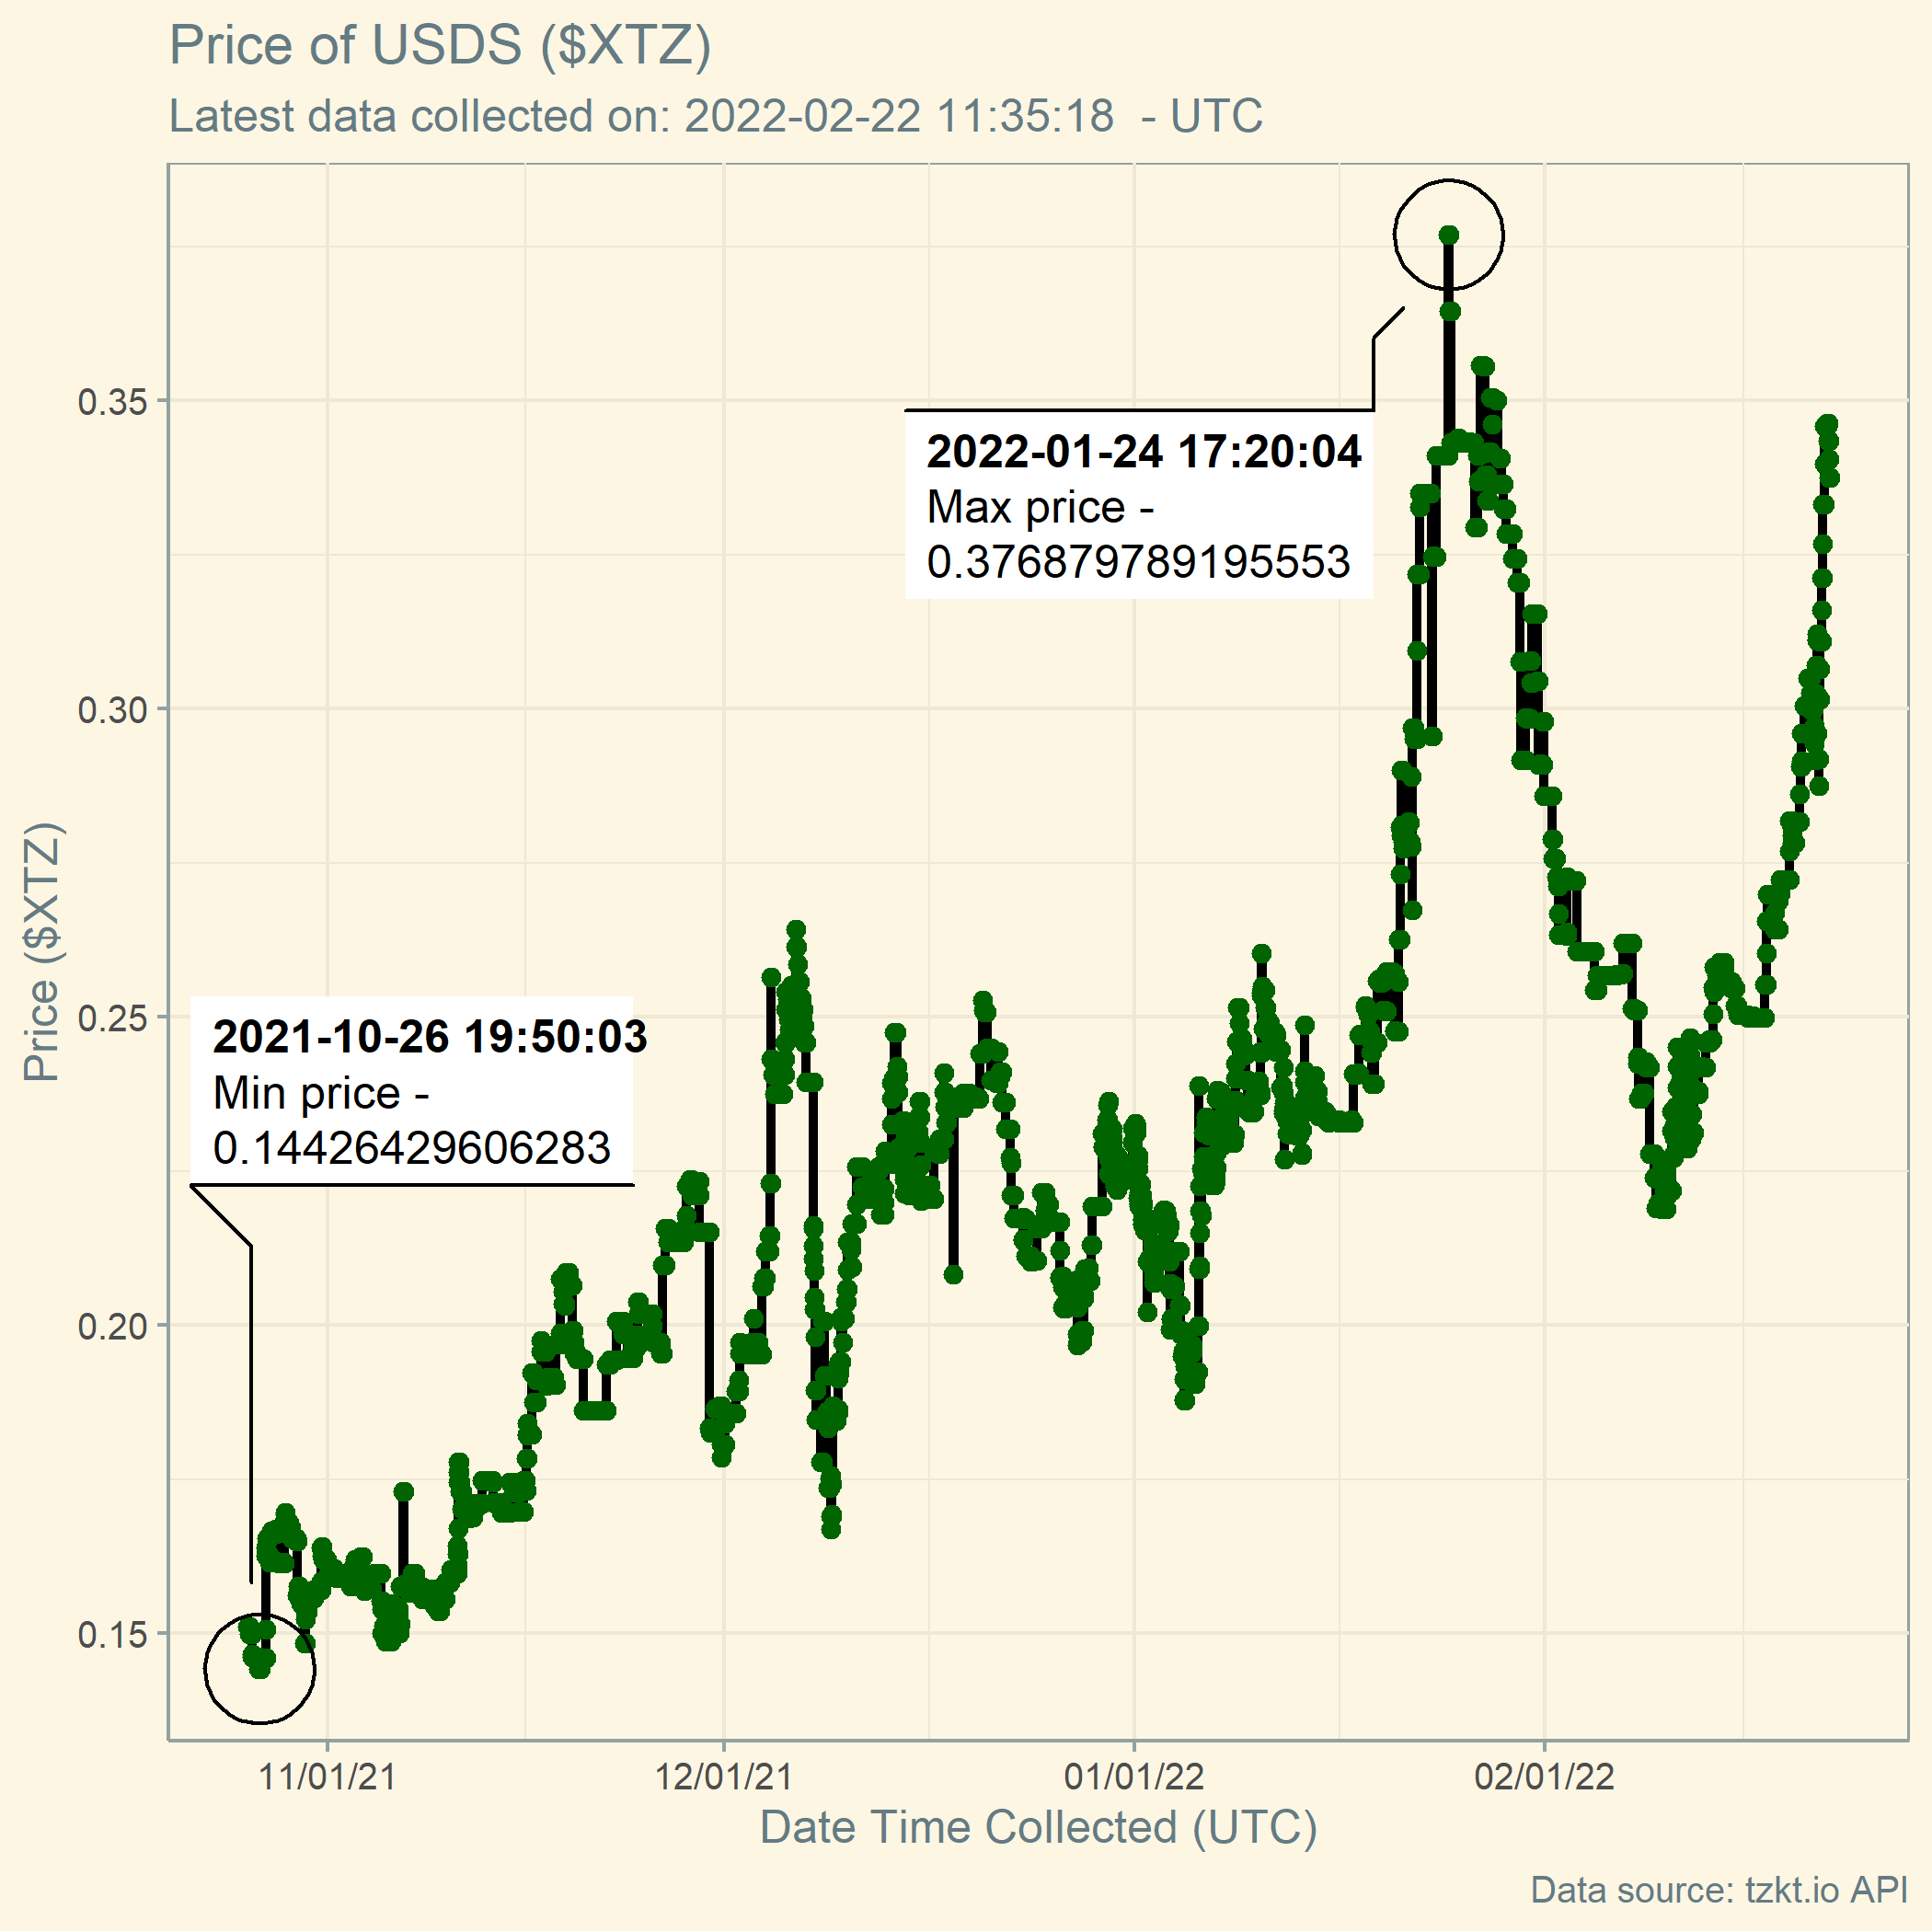 Price of USDS ($XTZ)
Latest data collected on: 2022-02-22 11:35:18  - UTC
0.35
0.30
0.25
0.20
0.15
Price ($XTZ)
2022-01-24 17:20:04
Max price -
0.376879789195553
2021-10-26 19:50:03
Min price -
0.14426429606283
11/01/21
12/01/21
01/01/22
02/01/22
Date Time Collected (UTC)
Data source: tzkt.io API